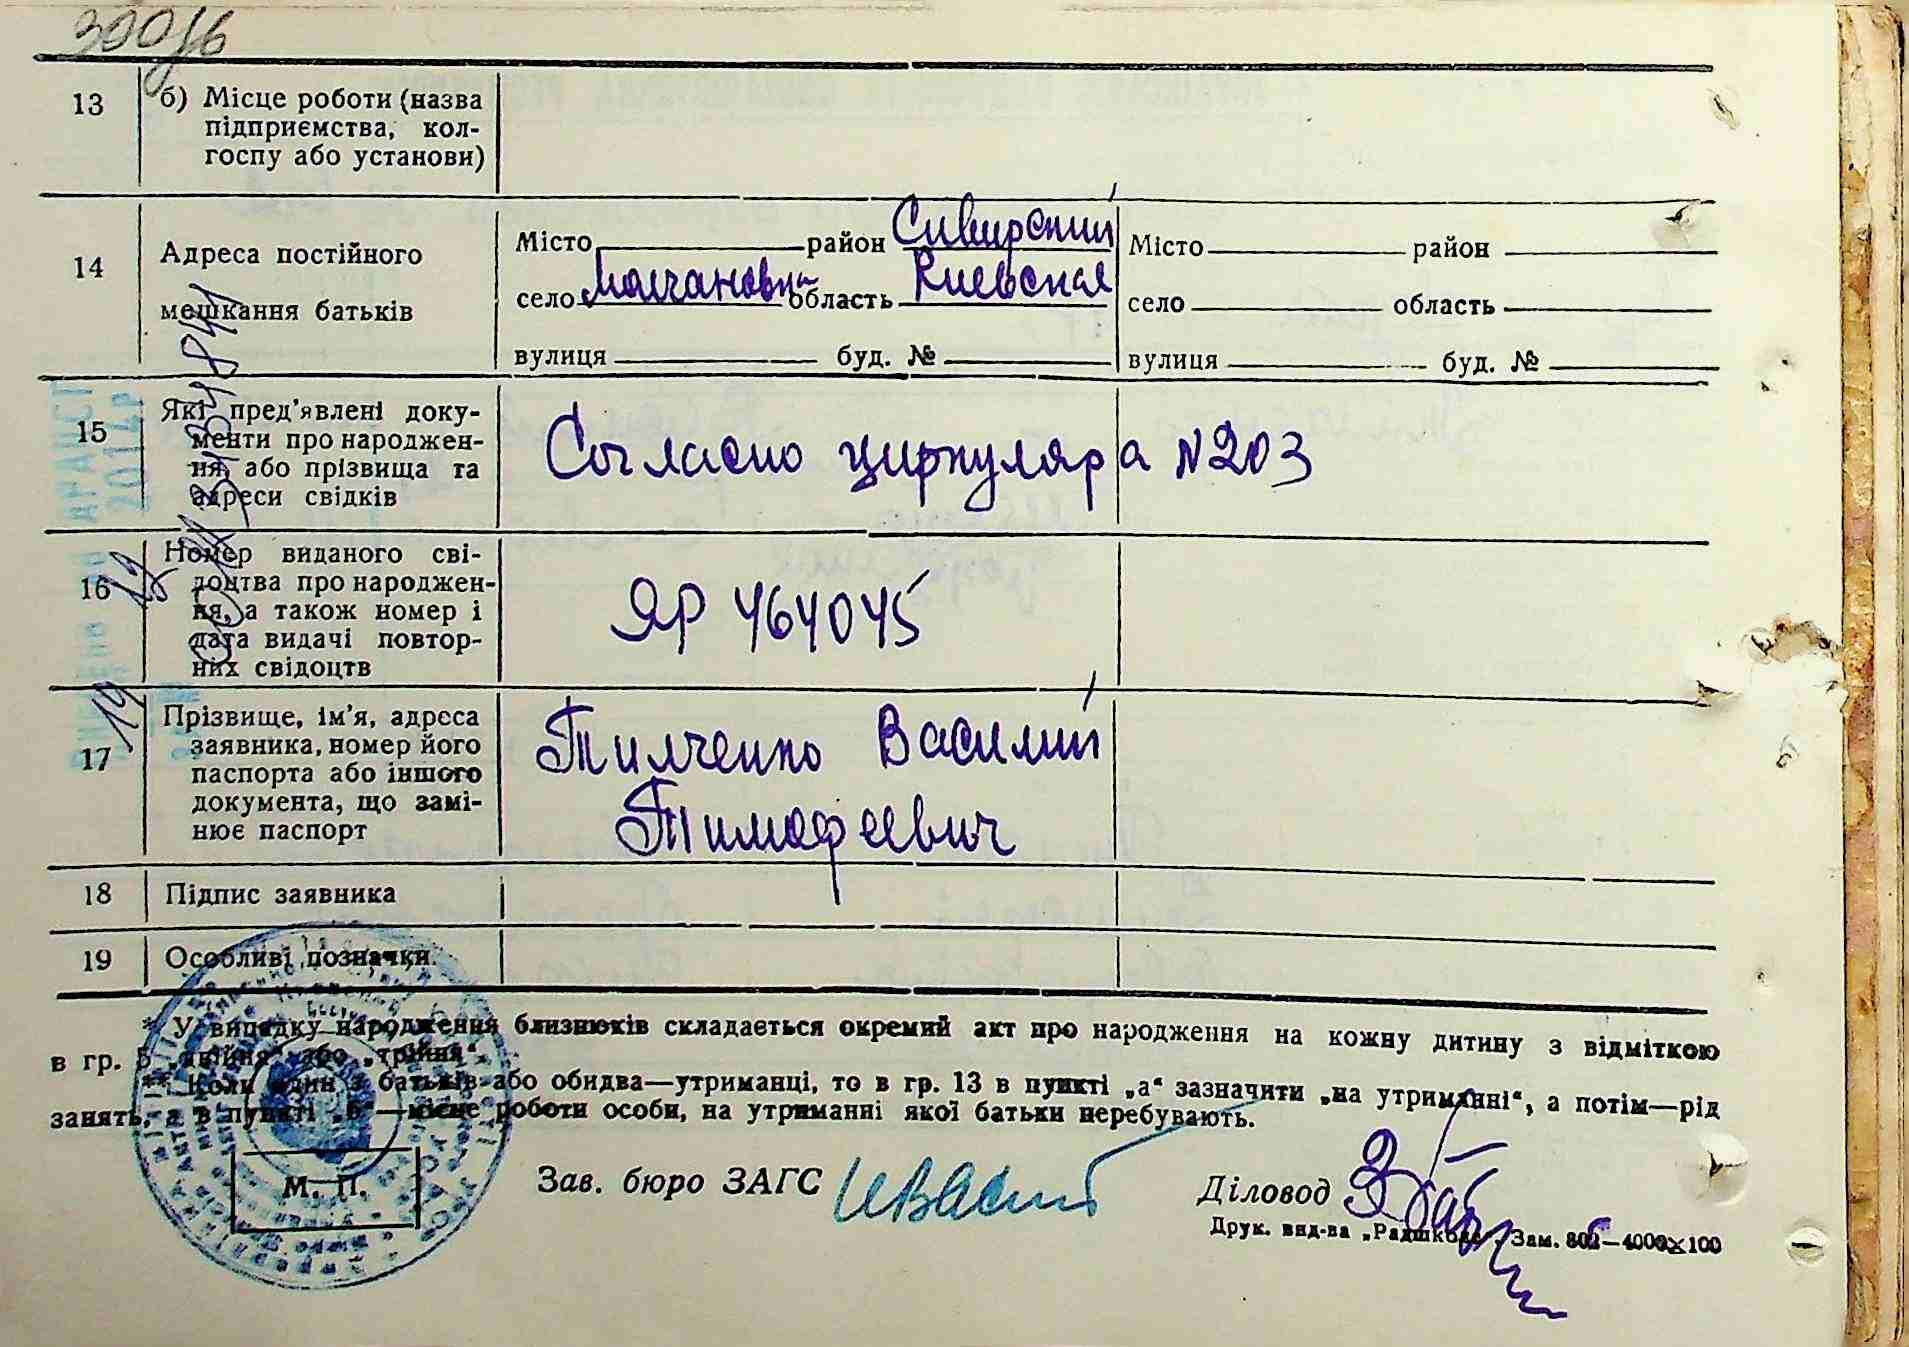 300/6
13
б) Місце роботи (назва
підприємства, кол-
госпу або установи)
14
Адреса постійного
мешкання батьків
Місто район Сквирский
село Молчановка область Киевская
вулиця буд. №
Місто район
село область
вулиця буд. №
15
Які пред'явлені доку-
менти про народжен-
ня, або прізвища та
адреси свідків
Согласно циркуляра №203
16
Номер виданого сві-
доцтва про народжен-
ня, а також номер і
дата видачі повтор-
них свідоцтв
ЯР 464045
17
Прізвище, ім'я, адреса
заявника, номер його
паспорта або іншого
документа, що замі-
нює паспорт
Тимченко Василий
Тимофеевич
18
Підпис заявника
19
Особливі позначки.
* У випадку народження близнюків складається окремий акт про народження на кожну дитину з відміткою
в гр. 5 „двійня“ або „трійня“.
** Коли один з батьків або обидва—утриманці, то в гр. 13 в пункті „а“ зазначити „на утриманні“, а потім—рід
занять, а в пункті „б“—місце роботи особи, на утриманні якої батьки перебувають.
М. П.
Зав. бюро ЗАГС
Діловод
Друк. вид-ва „Радшкола“. Зам. 802—4000×100